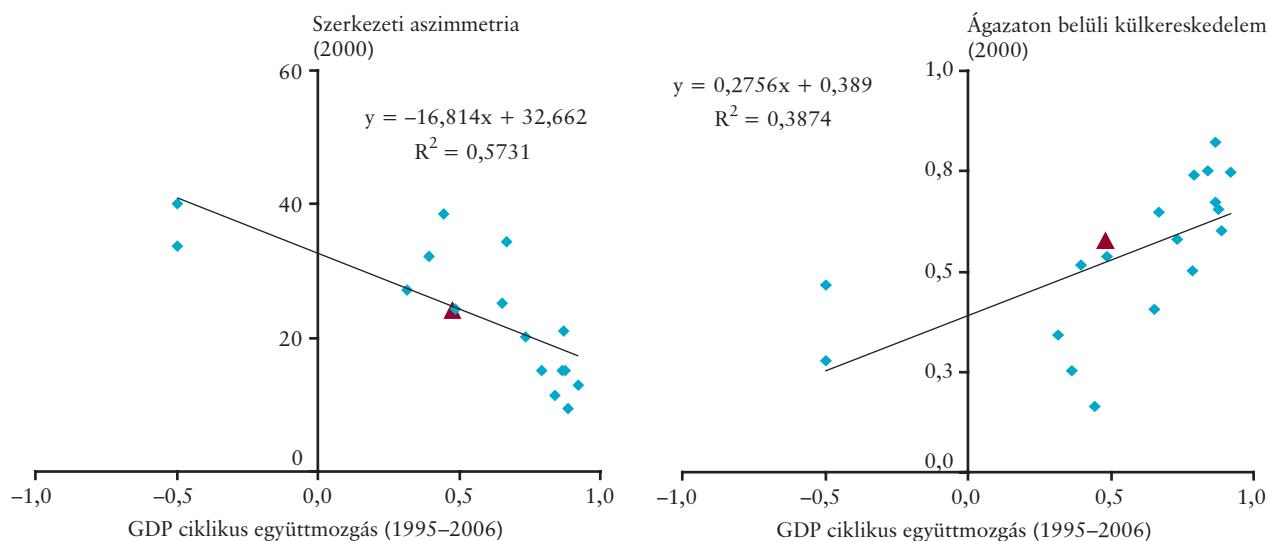 Szerkezeti aszimmetria
(2000)
60
y = –16,814x + 32,662
R² = 0,5731
40
20
0
–1,0 –0,5 0,0 0,5 1,0
GDP ciklikus együttmozgás (1995–2006)
Ágazaton belüli külkereskedelem
(2000)
1,0
y = 0,2756x + 0,389
R² = 0,3874
0,8
0,5
0,3
0,0
–1,0 –0,5 0,0 0,5 1,0
GDP ciklikus együttmozgás (1995–2006)